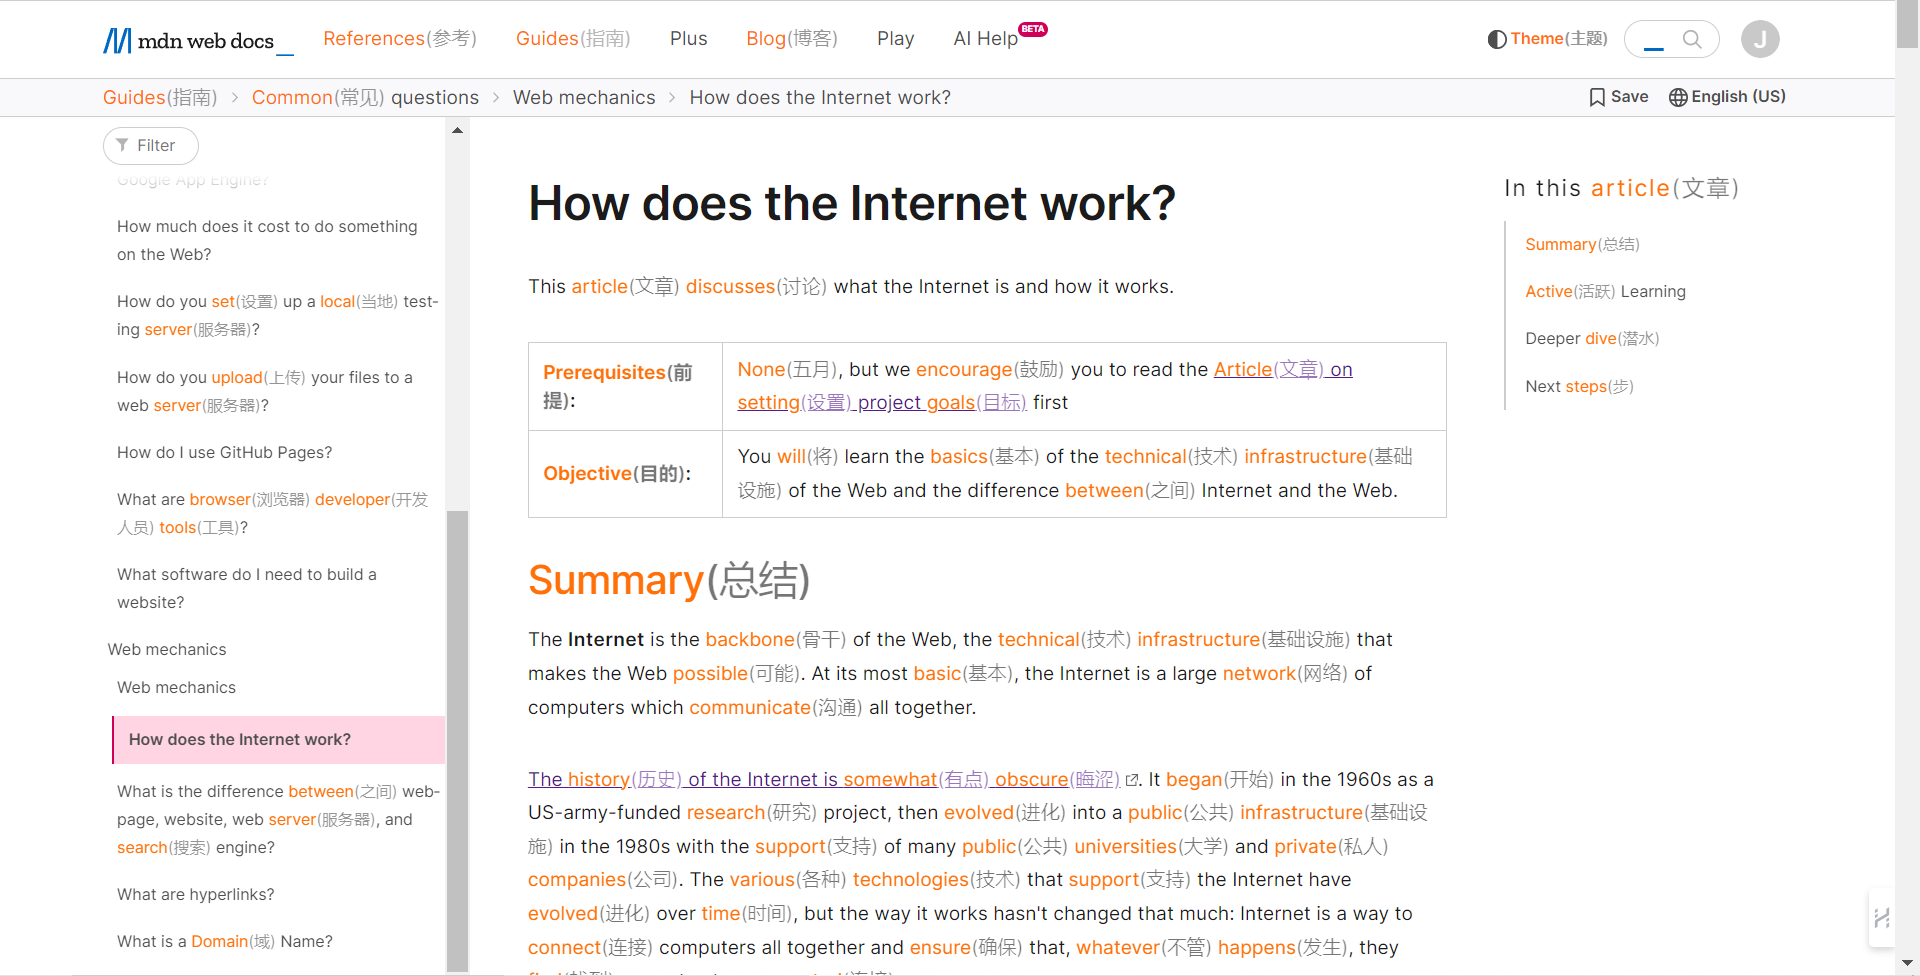 mdn web docs_
References(参考) Guides(指南) Plus Blog(博客) Play AI Help BETA
Theme(主题) J
Guides(指南) > Common(常见) questions > Web mechanics > How does the Internet work?
Save English (US)
Filter
Google App Engine?
How much does it cost to do something
on the Web?
How do you set(设置) up a local(当地) test-
ing server(服务器)?
How do you upload(上传) your files to a
web server(服务器)?
How do I use GitHub Pages?
What are browser(浏览器) developer(开发
人员) tools(工具)?
What software do I need to build a
website?
Web mechanics
Web mechanics
How does the Internet work?
What is the difference between(之间) web-
page, website, web server(服务器), and
search(搜索) engine?
What are hyperlinks?
What is a Domain(域) Name?
How does the Internet work?
This article(文章) discusses(讨论) what the Internet is and how it works.
Prerequisites(前
提):
None(五月), but we encourage(鼓励) you to read the Article(文章) on
setting(设置) project goals(目标) first
Objective(目的):
You will(将) learn the basics(基本) of the technical(技术) infrastructure(基础
设施) of the Web and the difference between(之间) Internet and the Web.
Summary(总结)
The Internet is the backbone(骨干) of the Web, the technical(技术) infrastructure(基础设施) that
makes the Web possible(可能). At its most basic(基本), the Internet is a large network(网络) of
computers which communicate(沟通) all together.
The history(历史) of the Internet is somewhat(有点) obscure(晦涩). It began(开始) in the 1960s as a
US-army-funded research(研究) project, then evolved(进化) into a public(公共) infrastructure(基础设
施) in the 1980s with the support(支持) of many public(公共) universities(大学) and private(私人)
companies(公司). The various(各种) technologies(技术) that support(支持) the Internet have
evolved(进化) over time(时间), but the way it works hasn't changed that much: Internet is a way to
connect(连接) computers all together and ensure(确保) that, whatever(不管) happens(发生), they
In this article(文章)
Summary(总结)
Active(活跃) Learning
Deeper dive(潜水)
Next steps(步)